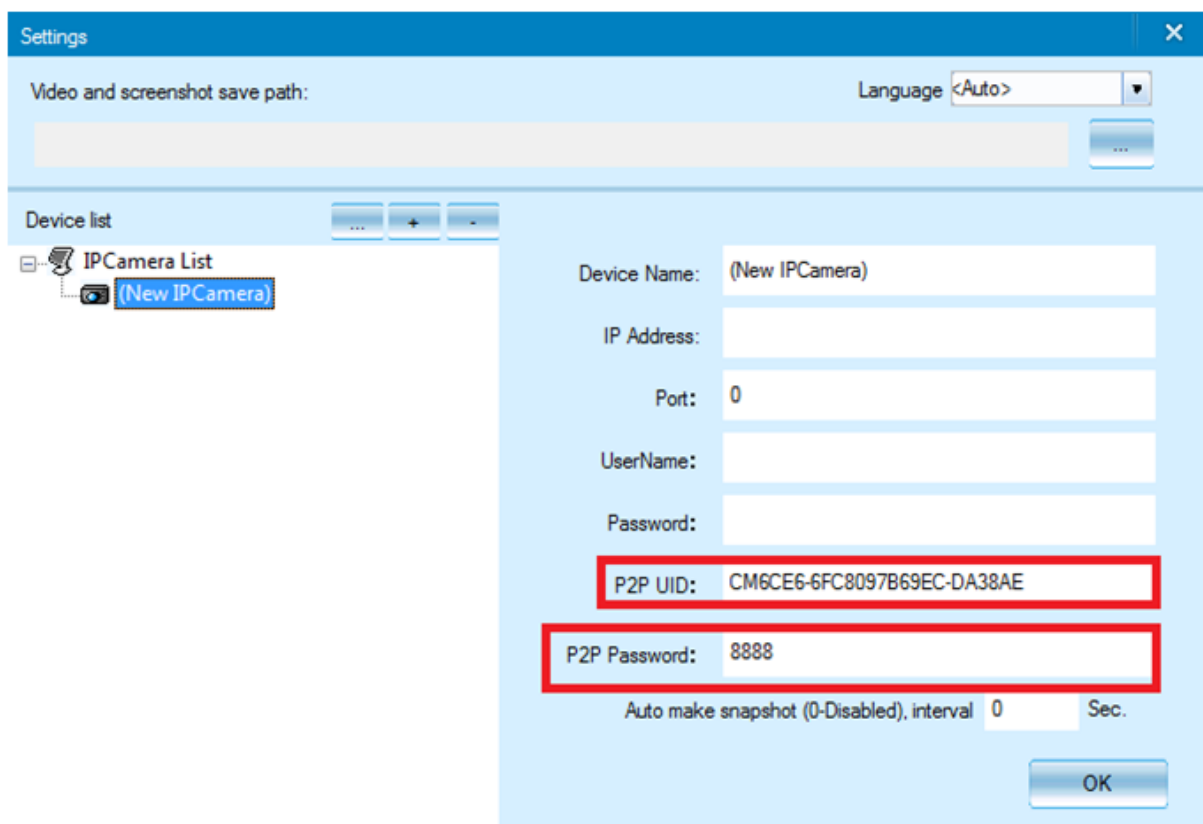 Settings
Video and screenshot save path:
Language <Auto>
...
Device list ... + -
IPCamera List
(New IPCamera)
Device Name: (New IPCamera)
IP Address:
Port: 0
UserName:
Password:
P2P UID: CM6CE6-6FC8097B69EC-DA38AE
P2P Password: 8888
Auto make snapshot (0-Disabled), interval 0 Sec.
OK